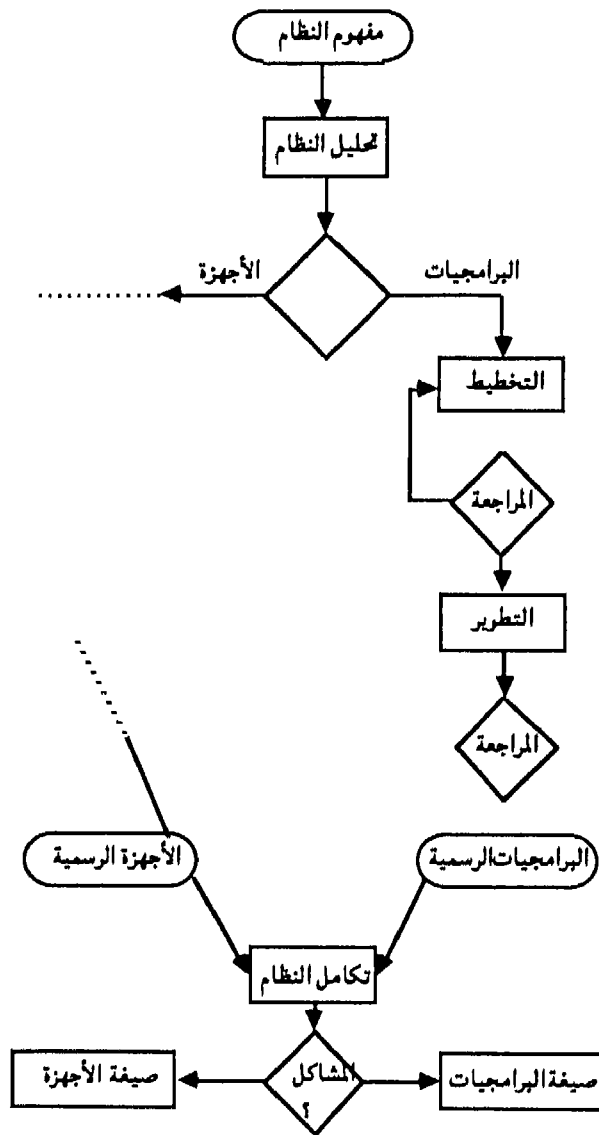 مفهوم النظام
تحليل النظام
البرامجيات
الأجهزة
التخطيط
المراجعة
التطوير
المراجعة
البرامجيات الرسمية
الأجهزة الرسمية
تكامل النظام
المشاكل
؟
صيغة البرامجيات
صيغة الأجهزة